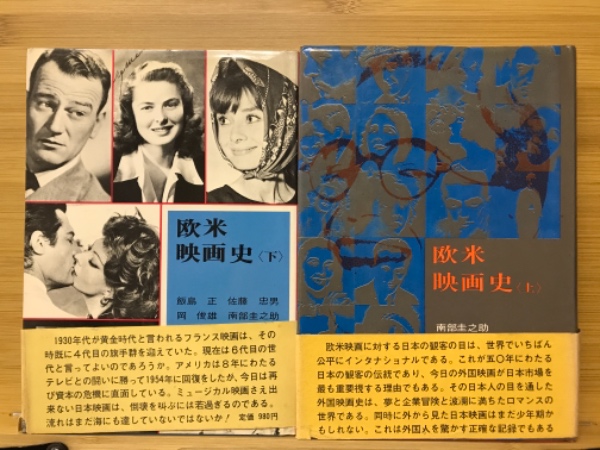 欧米
映画史〈下〉
飯島 正 佐藤 忠男
岡 俊雄 南部圭之助
1930年代が黄金時代と言われるフランス映画は、その
時既に4代目の旗手群を迎えていた。現在は6代目の世
代と言ってよいのであろうか。アメリカは8年にわたる
テレビとの闘いに勝って1954年に回復をしたが、今日は再
び資本の危機に直面している。ミュージカル映画さえ出
来ない日本映画は、慨嘆を叫ぶには若過ぎるのである。
流れはまだ海にも達していないではないか!
定価 980円
欧米
映画史〈上〉
南部圭之助
欧米映画に対する日本の観客の目は、世界でいちばん
公平にインタナショナルである。これが五〇年にわたる
日本の観客の伝統であり、今日の外国映画が日本市場を
最も重要視する理由でもある。その日本人の目を通した
外国映画史は、夢と企業冒険と波瀾に満ちたロマンスの
世界である。同時に外から見た日本映画はまだ少年期か
もしれない。これは外国人を驚かす正確な記録でもある